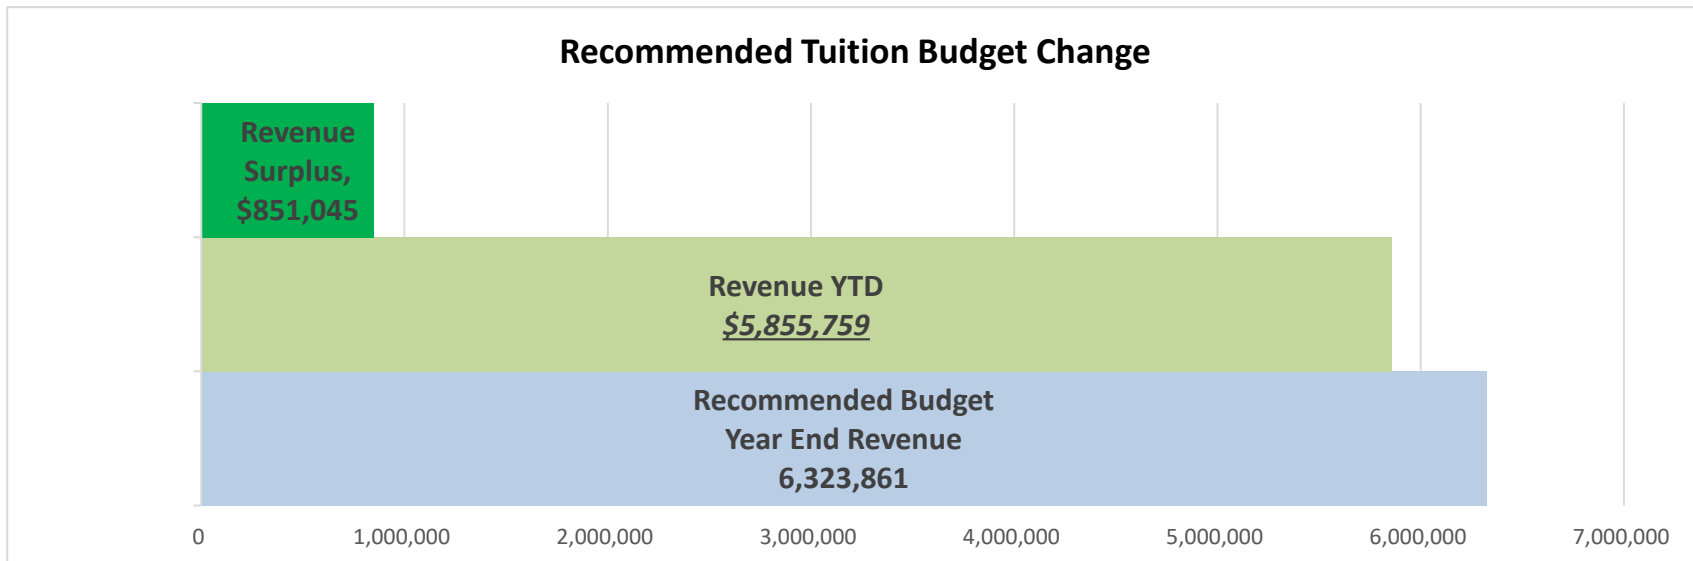 Recommended Tuition Budget Change
Revenue
Surplus,
$851,045
Revenue YTD
$5,855,759
Recommended Budget
Year End Revenue
6,323,861
0 1,000,000 2,000,000 3,000,000 4,000,000 5,000,000 6,000,000 7,000,000